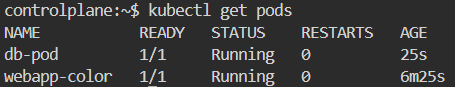 controlplane:~$ kubectl get pods
NAME           READY   STATUS    RESTARTS   AGE
db-pod         1/1     Running   0          25s
webapp-color   1/1     Running   0          6m25s